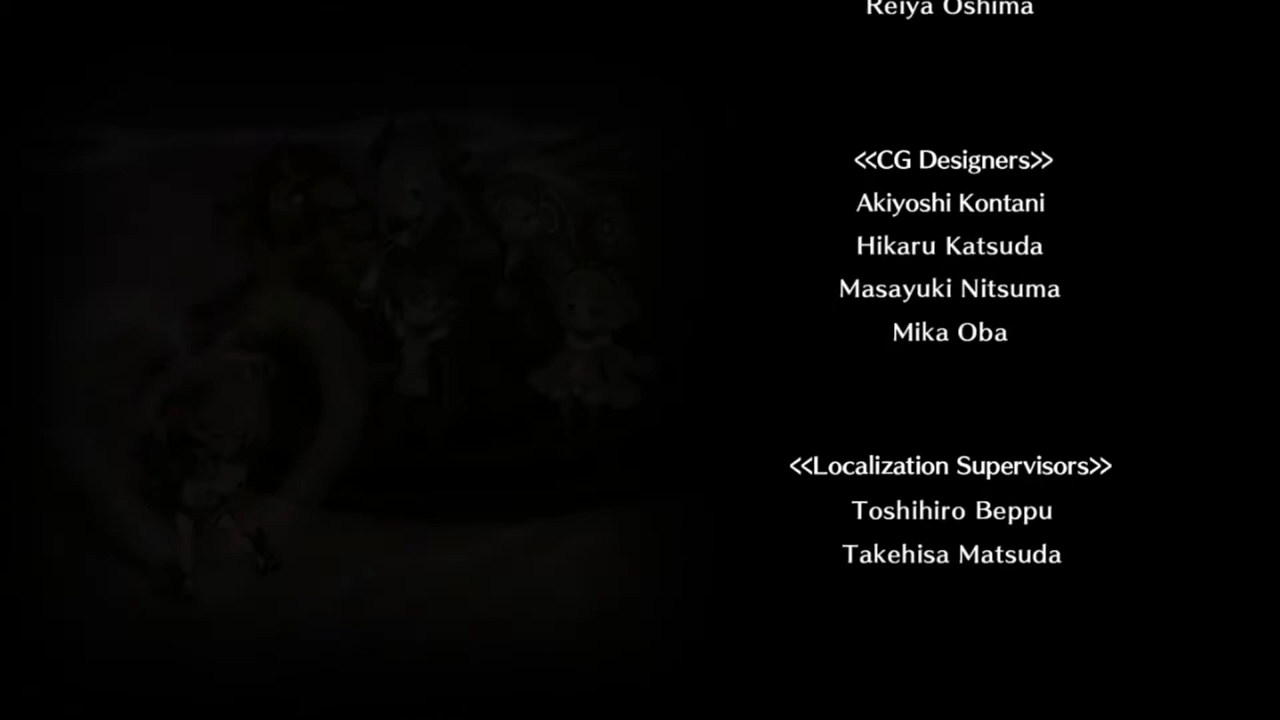 Reiya Oshima
<<CG Designers>>
Akiyoshi Kontani
Hikaru Katsuda
Masayuki Nitsuma
Mika Oba
<<Localization Supervisors>>
Toshihiro Beppu
Takehisa Matsuda